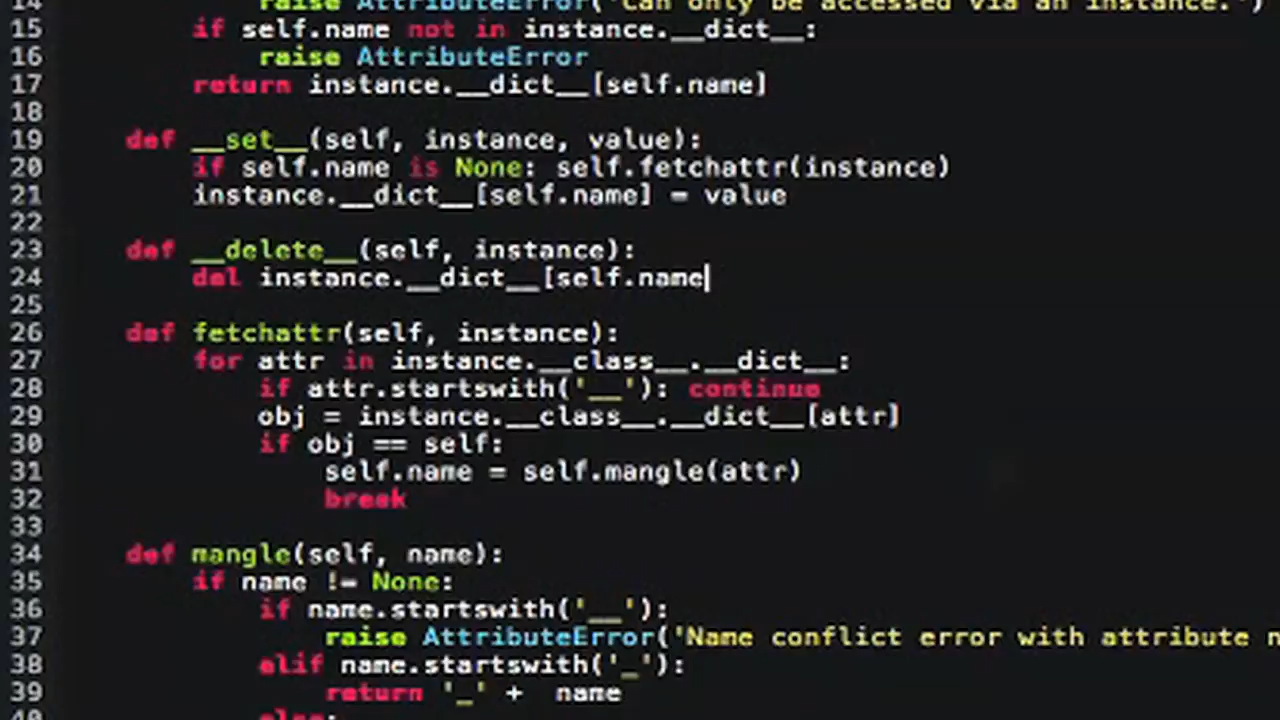 14 raise AttributeError('Can only be accessed via an instance.')
15 if self.name not in instance.__dict__:
16 raise AttributeError
17 return instance.__dict__[self.name]
18
19 def __set__(self, instance, value):
20 if self.name is None: self.fetchattr(instance)
21 instance.__dict__[self.name] = value
22
23 def __delete__(self, instance):
24 del instance.__dict__[self.name
25
26 def fetchattr(self, instance):
27 for attr in instance.__class__.__dict__:
28 if attr.startswith('__'): continue
29 obj = instance.__class__.__dict__[attr]
30 if obj == self:
31 self.name = self.mangle(attr)
32 break
33
34 def mangle(self, name):
35 if name != None:
36 if name.startswith('__'):
37 raise AttributeError('Name conflict error with attribute n
38 elif name.startswith('_'):
39 return '_' +  name
40 else: